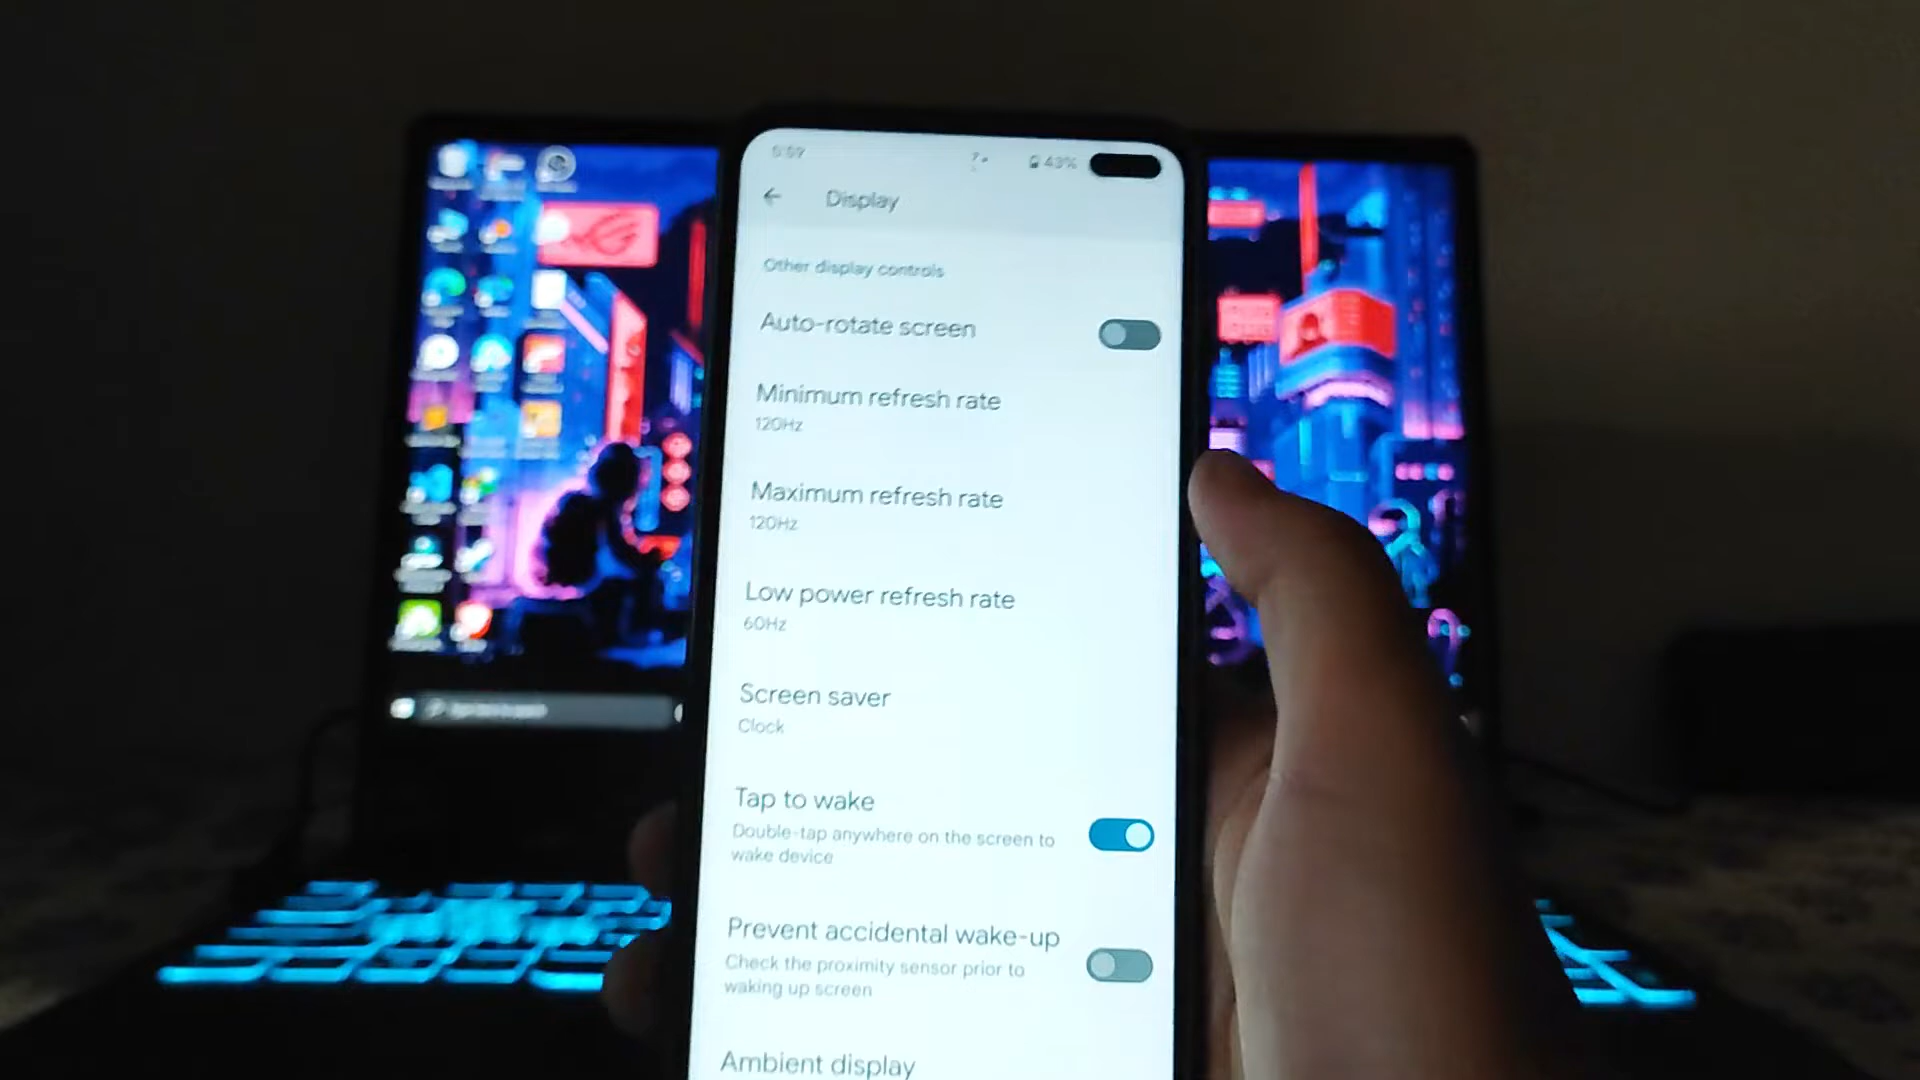 43%
Display
Other display controls
Auto-rotate screen
Minimum refresh rate
120Hz
Maximum refresh rate
120Hz
Low power refresh rate
60Hz
Screen saver
Clock
Tap to wake
Double-tap anywhere on the screen to
wake device
Prevent accidental wake-up
Check the proximity sensor prior to
waking up screen
Ambient display